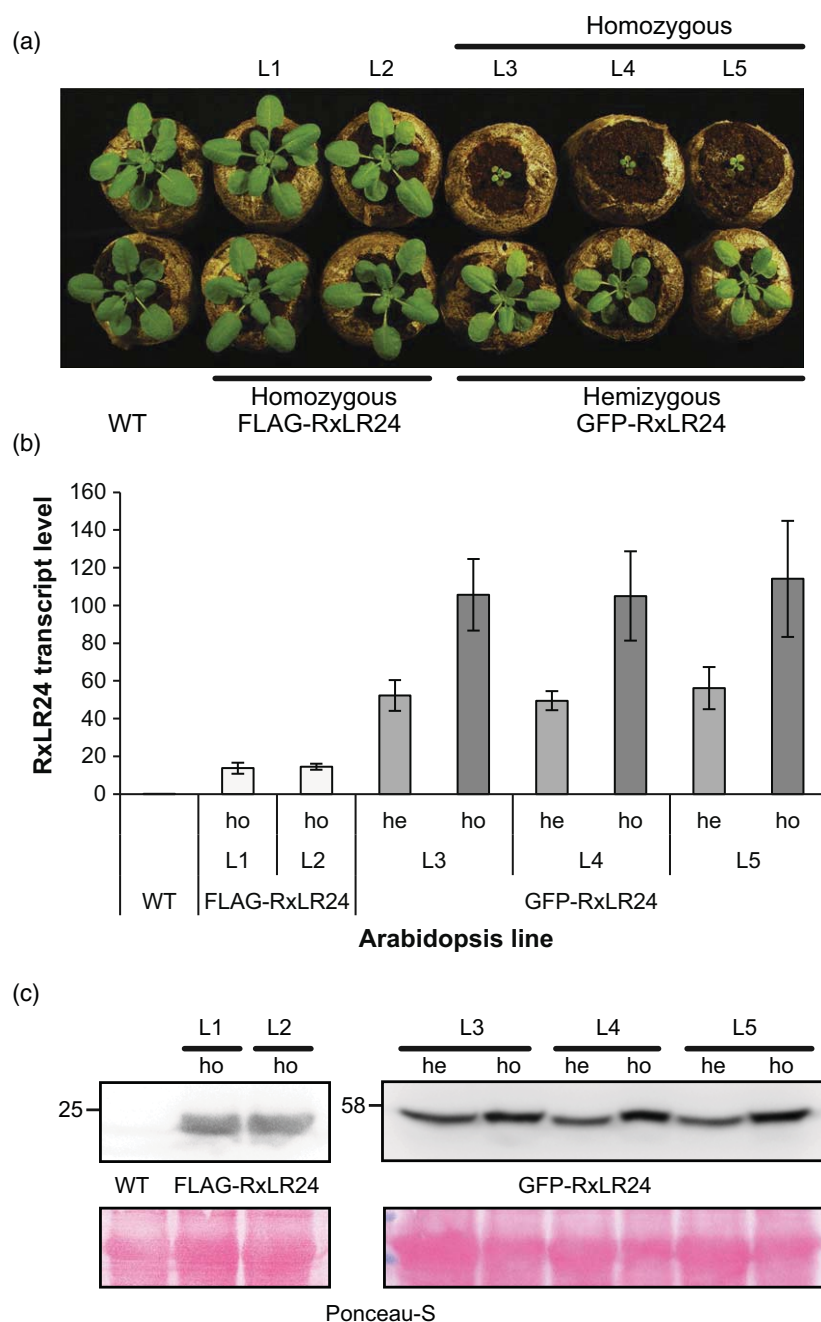 (a)
Homozygous
L1 L2 L3 L4 L5
Homozygous Hemizygous
WT FLAG-RxLR24 GFP-RxLR24
(b)
RxLR24 transcript level
160
140
120
100
80
60
40
20
0
ho ho he ho he ho he ho
L1 L2 L3 L4 L5
WT FLAG-RxLR24 GFP-RxLR24
Arabidopsis line
(c)
L1 L2 L3 L4 L5
ho ho he ho he ho he ho
25 58
WT FLAG-RxLR24 GFP-RxLR24
Ponceau-S